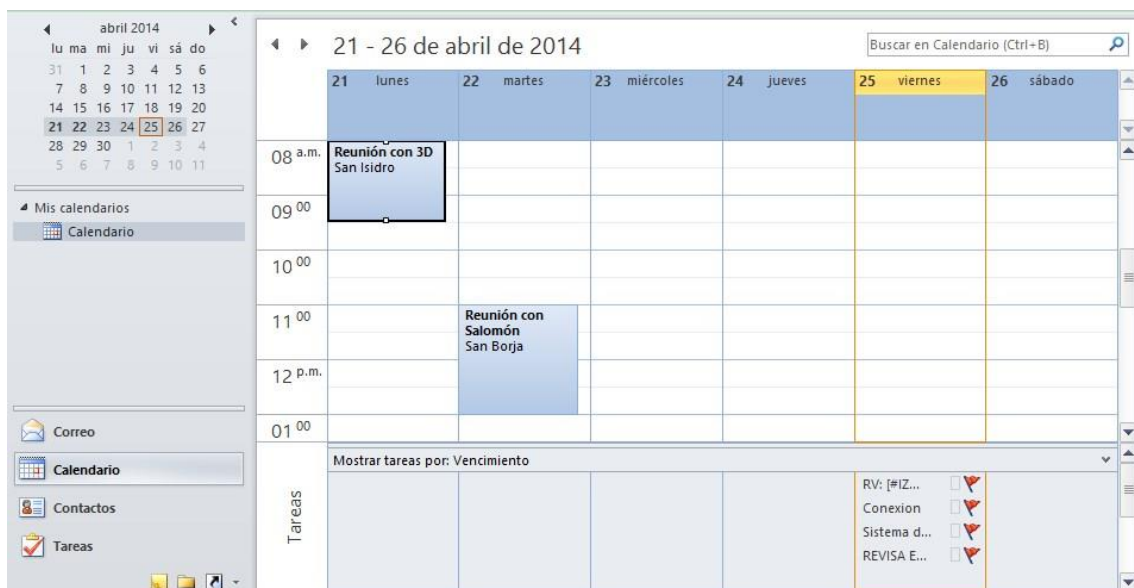 abril 2014
lu ma mi ju vi sá do
31 1 2 3 4 5 6
7 8 9 10 11 12 13
14 15 16 17 18 19 20
21 22 23 24 25 26 27
28 29 30 1 2 3 4
5 6 7 8 9 10 11
Mis calendarios
Calendario
Correo
Calendario
Contactos
Tareas
21 - 26 de abril de 2014
Buscar en Calendario (Ctrl+B)
21 lunes 22 martes 23 miércoles 24 jueves 25 viernes 26 sábado
08 a.m.
Reunión con 3D
San Isidro
09 00
10 00
11 00
Reunión con
Salomón
San Borja
12 p.m.
01 00
Mostrar tareas por: Vencimiento
Tareas
RV: [#IZ...
Conexion
Sistema d...
REVISA E...